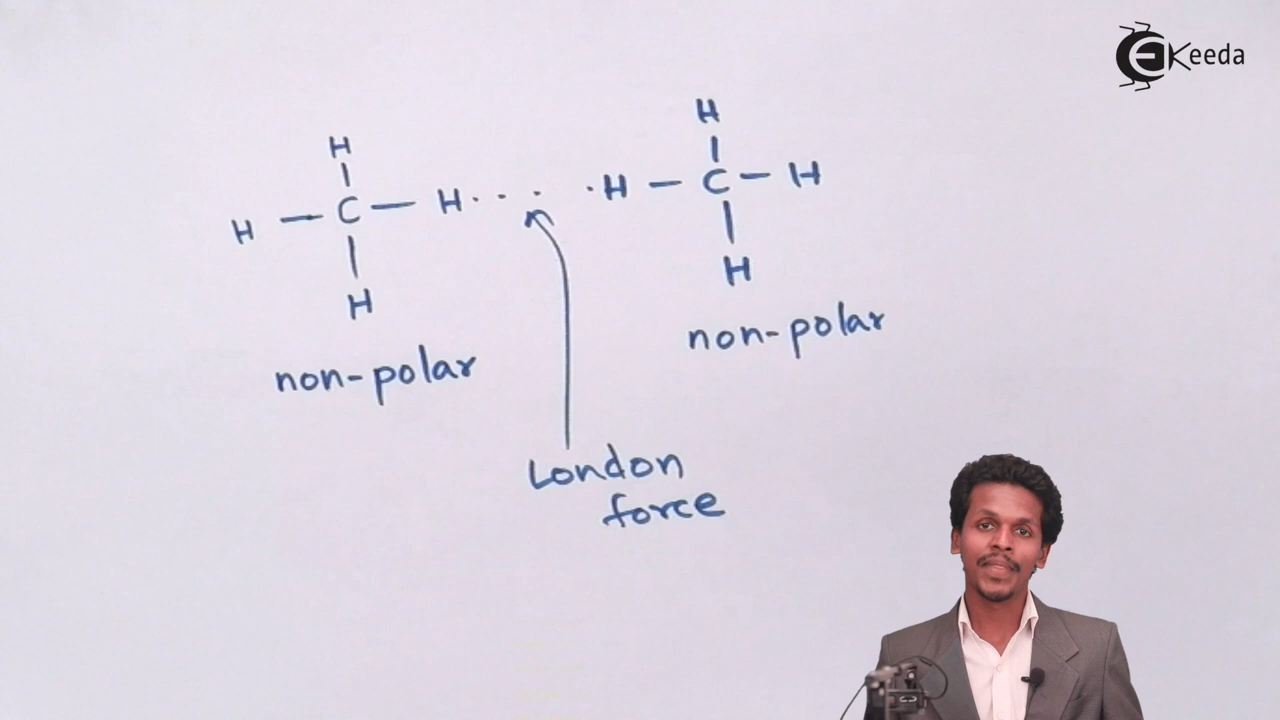 EKeeda
H
H
H — C — H · · · · H — C — H
H
H
non-polar
non-polar
London
force